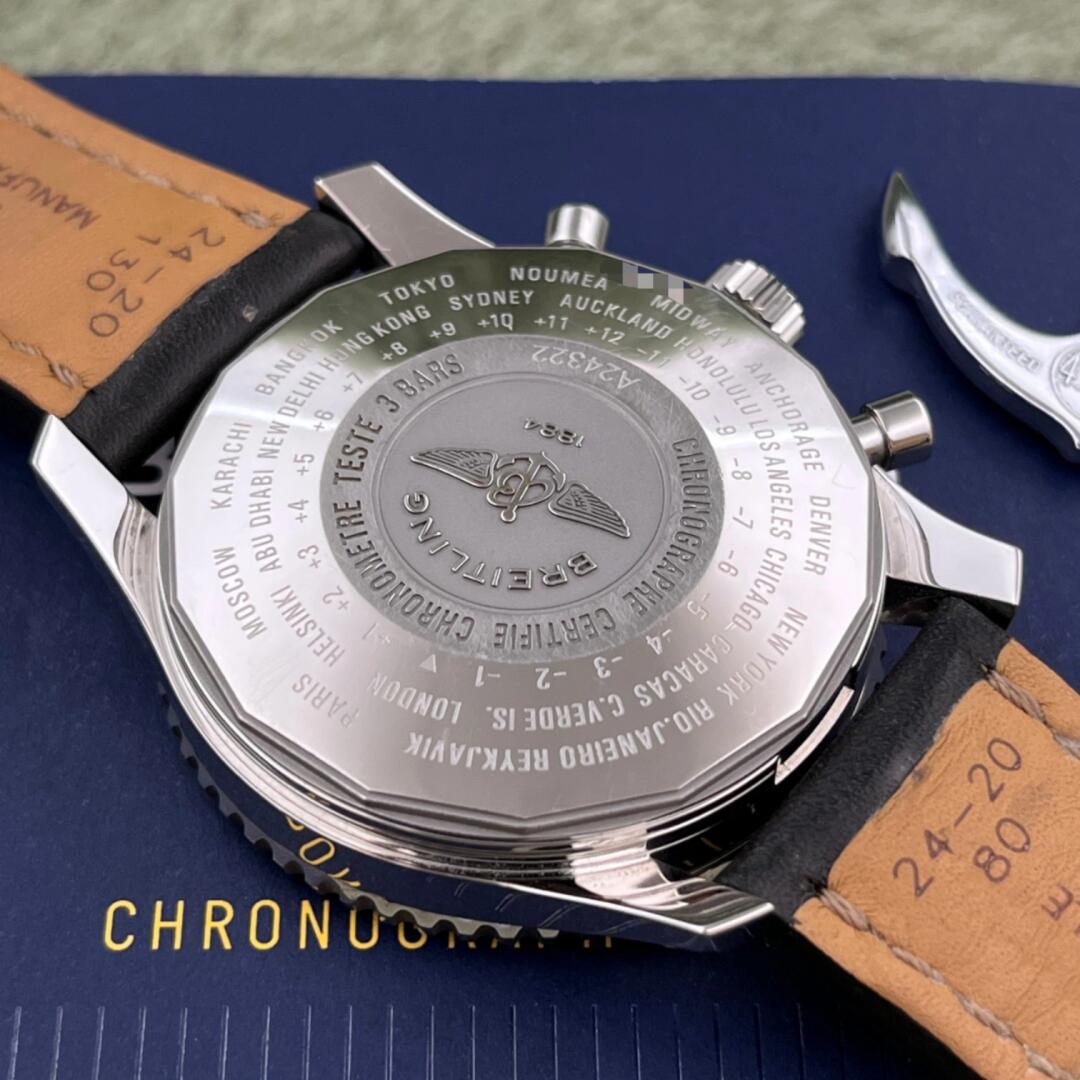 NOUMEA MIDWAY ANCHORAGE DENVER NEW YORK RIO.JANEIRO REYKJAVIK
PARIS MOSCOW KARACHI BANGKOK TOKYO
SYDNEY AUCKLAND HONOLULU LOS ANGELES CHICAGO CARACAS C.VERDE IS. LONDON
HELSINKI ABU DHABI NEW DELHI HONG KONG
+1 +2 +3 +4 +5 +6 +7 +8 +9 +10 +11 +12 -11 -10 -9 -8 -7 -6 -5 -4 -3 -2 -1
CHRONOGRAPHE CERTIFIE CHRONOMETRE TESTE 3 BARS
A24322
1884
BREITLING
24-20
130
24-20
80
CHRONOGRAPH